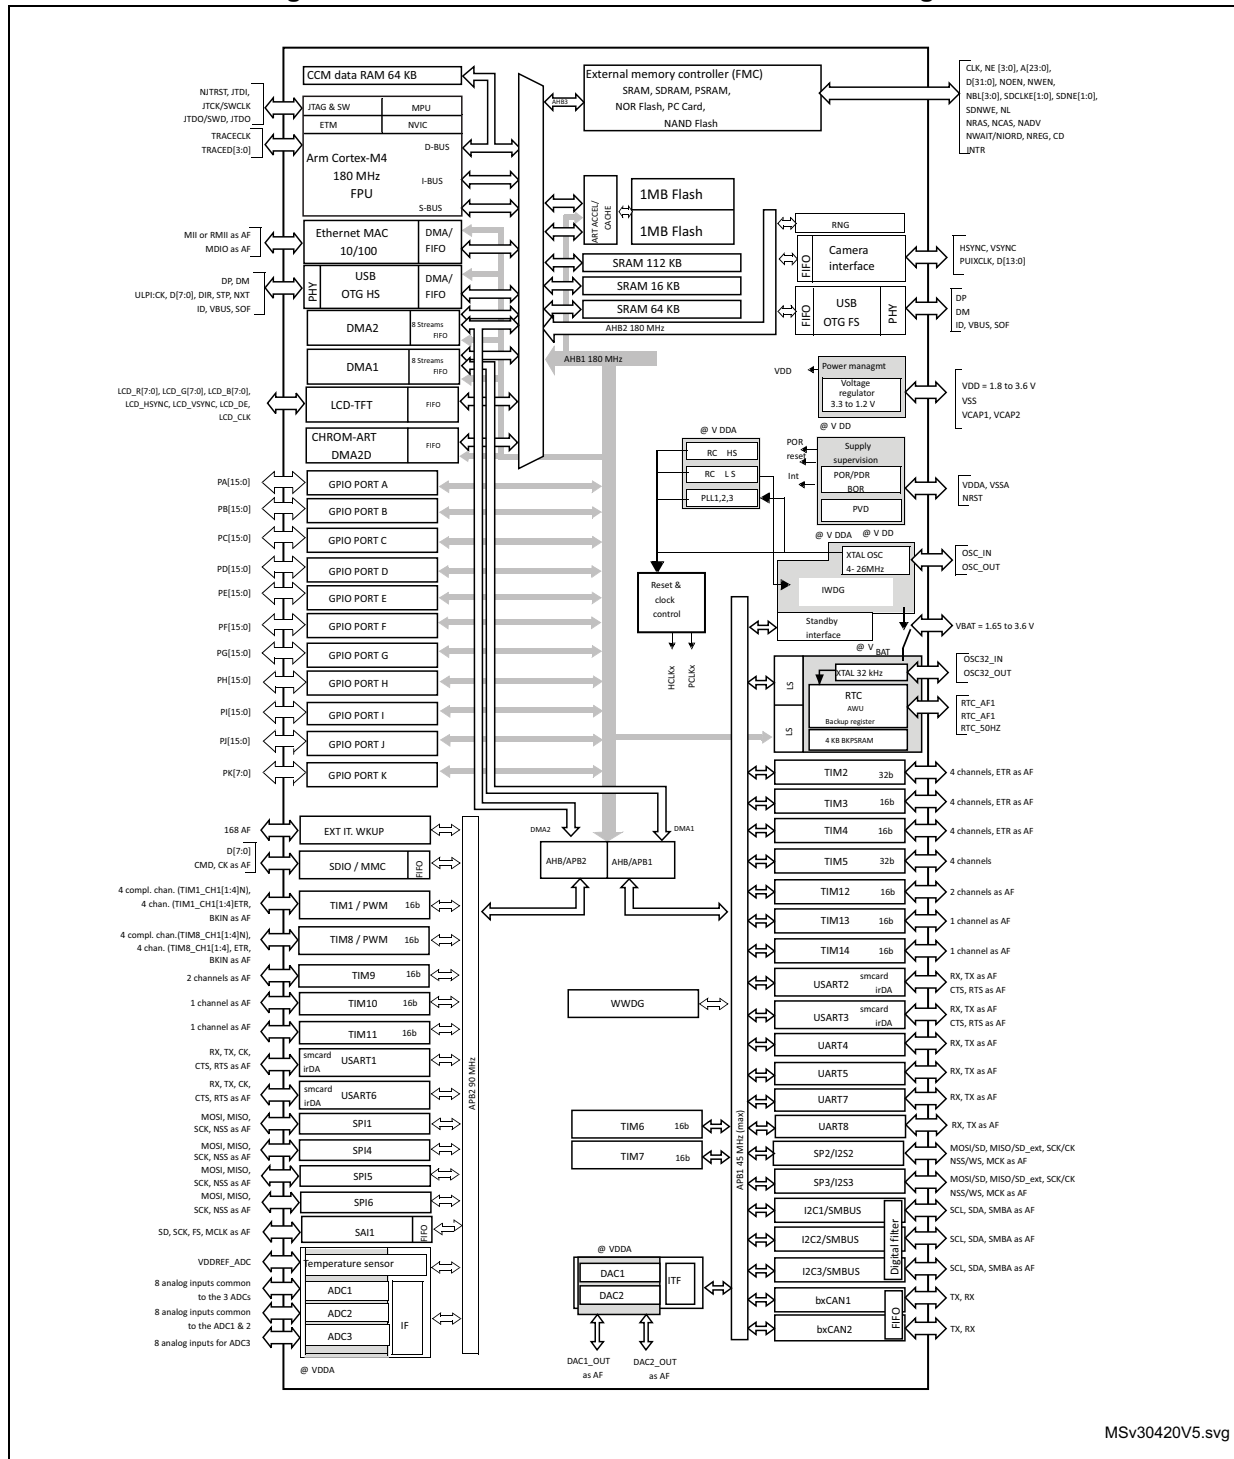 CCM data RAM 64 KB
External memory controller (FMC)
SRAM, SDRAM, PSRAM,
NOR Flash, PC Card,
NAND Flash
AHB3
CLK, NE [3:0], A[23:0],
D[31:0], NOEN, NWEN,
NBL[3:0], SDCLKE[1:0], SDNE[1:0],
SDNWE, NL
NRAS, NCAS, NADV
NWAIT/NIORD, NREG, CD
INTR
NJTRST, JTDI,
JTCK/SWCLK
JTDO/SWD, JTDO
TRACECLK
TRACED[3:0]
JTAG & SW
MPU
ETM
NVIC
Arm Cortex-M4
180 MHz
FPU
D-BUS
I-BUS
S-BUS
ART ACCEL/
CACHE
1MB Flash
1MB Flash
SRAM 112 KB
SRAM 16 KB
SRAM 64 KB
AHB2 180 MHz
AHB1 180 MHz
MII or RMII as AF
MDIO as AF
Ethernet MAC
10/100
DMA/
FIFO
DP, DM
ULPI:CK, D[7:0], DIR, STP, NXT
ID, VBUS, SOF
PHY
USB
OTG HS
DMA/
FIFO
DMA2
8 Streams
FIFO
DMA1
8 Streams
FIFO
LCD_R[7:0], LCD_G[7:0], LCD_B[7:0],
LCD_HSYNC, LCD_VSYNC, LCD_DE,
LCD_CLK
LCD-TFT
FIFO
CHROM-ART
DMA2D
FIFO
RNG
FIFO
Camera
interface
HSYNC, VSYNC
PUIXCLK, D[13:0]
FIFO
USB
OTG FS
PHY
DP
DM
ID, VBUS, SOF
VDD
Power managmt
Voltage
regulator
3.3 to 1.2 V
VDD = 1.8 to 3.6 V
VSS
VCAP1, VCAP2
@ V DD
@ V DDA
RC HS
RC L S
PLL1,2,3
POR
reset
Int
Supply
supervision
POR/PDR
BOR
PVD
VDDA, VSSA
NRST
@ V DDA @ V DD
XTAL OSC
4- 26MHz
OSC_IN
OSC_OUT
IWDG
Reset &
clock
control
HCLKx
PCLKx
Standby
interface
VBAT = 1.65 to 3.6 V
@ V BAT
LS
LS
XTAL 32 kHz
OSC32_IN
OSC32_OUT
RTC
AWU
Backup register
4 KB BKPSRAM
RTC_AF1
RTC_AF1
RTC_50HZ
PA[15:0]
GPIO PORT A
PB[15:0]
GPIO PORT B
PC[15:0]
GPIO PORT C
PD[15:0]
GPIO PORT D
PE[15:0]
GPIO PORT E
PF[15:0]
GPIO PORT F
PG[15:0]
GPIO PORT G
PH[15:0]
GPIO PORT H
PI[15:0]
GPIO PORT I
PJ[15:0]
GPIO PORT J
PK[7:0]
GPIO PORT K
DMA2
DMA1
AHB/APB2
AHB/APB1
168 AF
EXT IT. WKUP
D[7:0]
CMD, CK as AF
SDIO / MMC
FIFO
4 compl. chan. (TIM1_CH1[1:4]N),
4 chan. (TIM1_CH1[1:4]ETR,
BKIN as AF
TIM1 / PWM 16b
4 compl. chan.(TIM8_CH1[1:4]N),
4 chan.(TIM8_CH1[1:4], ETR,
BKIN as AF
TIM8 / PWM 16b
2 channels as AF
TIM9 16b
1 channel as AF
TIM10 16b
1 channel as AF
TIM11 16b
RX, TX, CK,
CTS, RTS as AF
smcard
irDA
USART1
RX, TX, CK,
CTS, RTS as AF
smcard
irDA
USART6
MOSI, MISO,
SCK, NSS as AF
SPI1
MOSI, MISO,
SCK, NSS as AF
SPI4
MOSI, MISO,
SCK, NSS as AF
SPI5
MOSI, MISO,
SCK, NSS as AF
SPI6
SD, SCK, FS, MCLK as AF
SAI1
FIFO
APB2 90 MHz
VDDREF_ADC
Temperature sensor
8 analog inputs common
to the 3 ADCs
8 analog inputs common
to the ADC1 & 2
8 analog inputs for ADC3
ADC1
ADC2
ADC3
IF
@ VDDA
WWDG
TIM6 16b
TIM7 16b
@ VDDA
DAC1
DAC2
ITF
DAC1_OUT
as AF
DAC2_OUT
as AF
APB1 45 MHz (max)
TIM2 32b
4 channels, ETR as AF
TIM3 16b
4 channels, ETR as AF
TIM4 16b
4 channels, ETR as AF
TIM5 32b
4 channels
TIM12 16b
2 channels as AF
TIM13 16b
1 channel as AF
TIM14 16b
1 channel as AF
USART2
smcard
irDA
RX, TX as AF
CTS, RTS as AF
USART3
smcard
irDA
RX, TX as AF
CTS, RTS as AF
UART4
RX, TX as AF
UART5
RX, TX as AF
UART7
RX, TX as AF
UART8
RX, TX as AF
SP2/I2S2
MOSI/SD, MISO/SD_ext, SCK/CK
NSS/WS, MCK as AF
SP3/I2S3
MOSI/SD, MISO/SD_ext, SCK/CK
NSS/WS, MCK as AF
I2C1/SMBUS
SCL, SDA, SMBA as AF
I2C2/SMBUS
SCL, SDA, SMBA as AF
I2C3/SMBUS
SCL, SDA, SMBA as AF
Digital filter
bxCAN1
TX, RX
bxCAN2
TX, RX
FIFO
MSv30420V5.svg